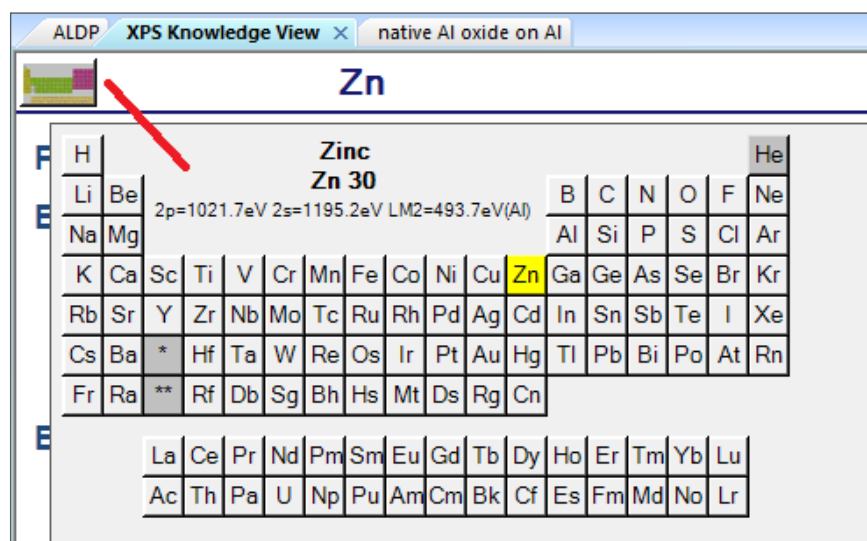 ALDP XPS Knowledge View × native Al oxide on Al
Zn
F
E
E
Zinc
Zn 30
2p=1021.7eV 2s=1195.2eV LM2=493.7eV(Al)
H He
Li Be B C N O F Ne
Na Mg Al Si P S Cl Ar
K Ca Sc Ti V Cr Mn Fe Co Ni Cu Zn Ga Ge As Se Br Kr
Rb Sr Y Zr Nb Mo Tc Ru Rh Pd Ag Cd In Sn Sb Te I Xe
Cs Ba * Hf Ta W Re Os Ir Pt Au Hg Tl Pb Bi Po At Rn
Fr Ra ** Rf Db Sg Bh Hs Mt Ds Rg Cn
La Ce Pr Nd Pm Sm Eu Gd Tb Dy Ho Er Tm Yb Lu
Ac Th Pa U Np Pu Am Cm Bk Cf Es Fm Md No Lr